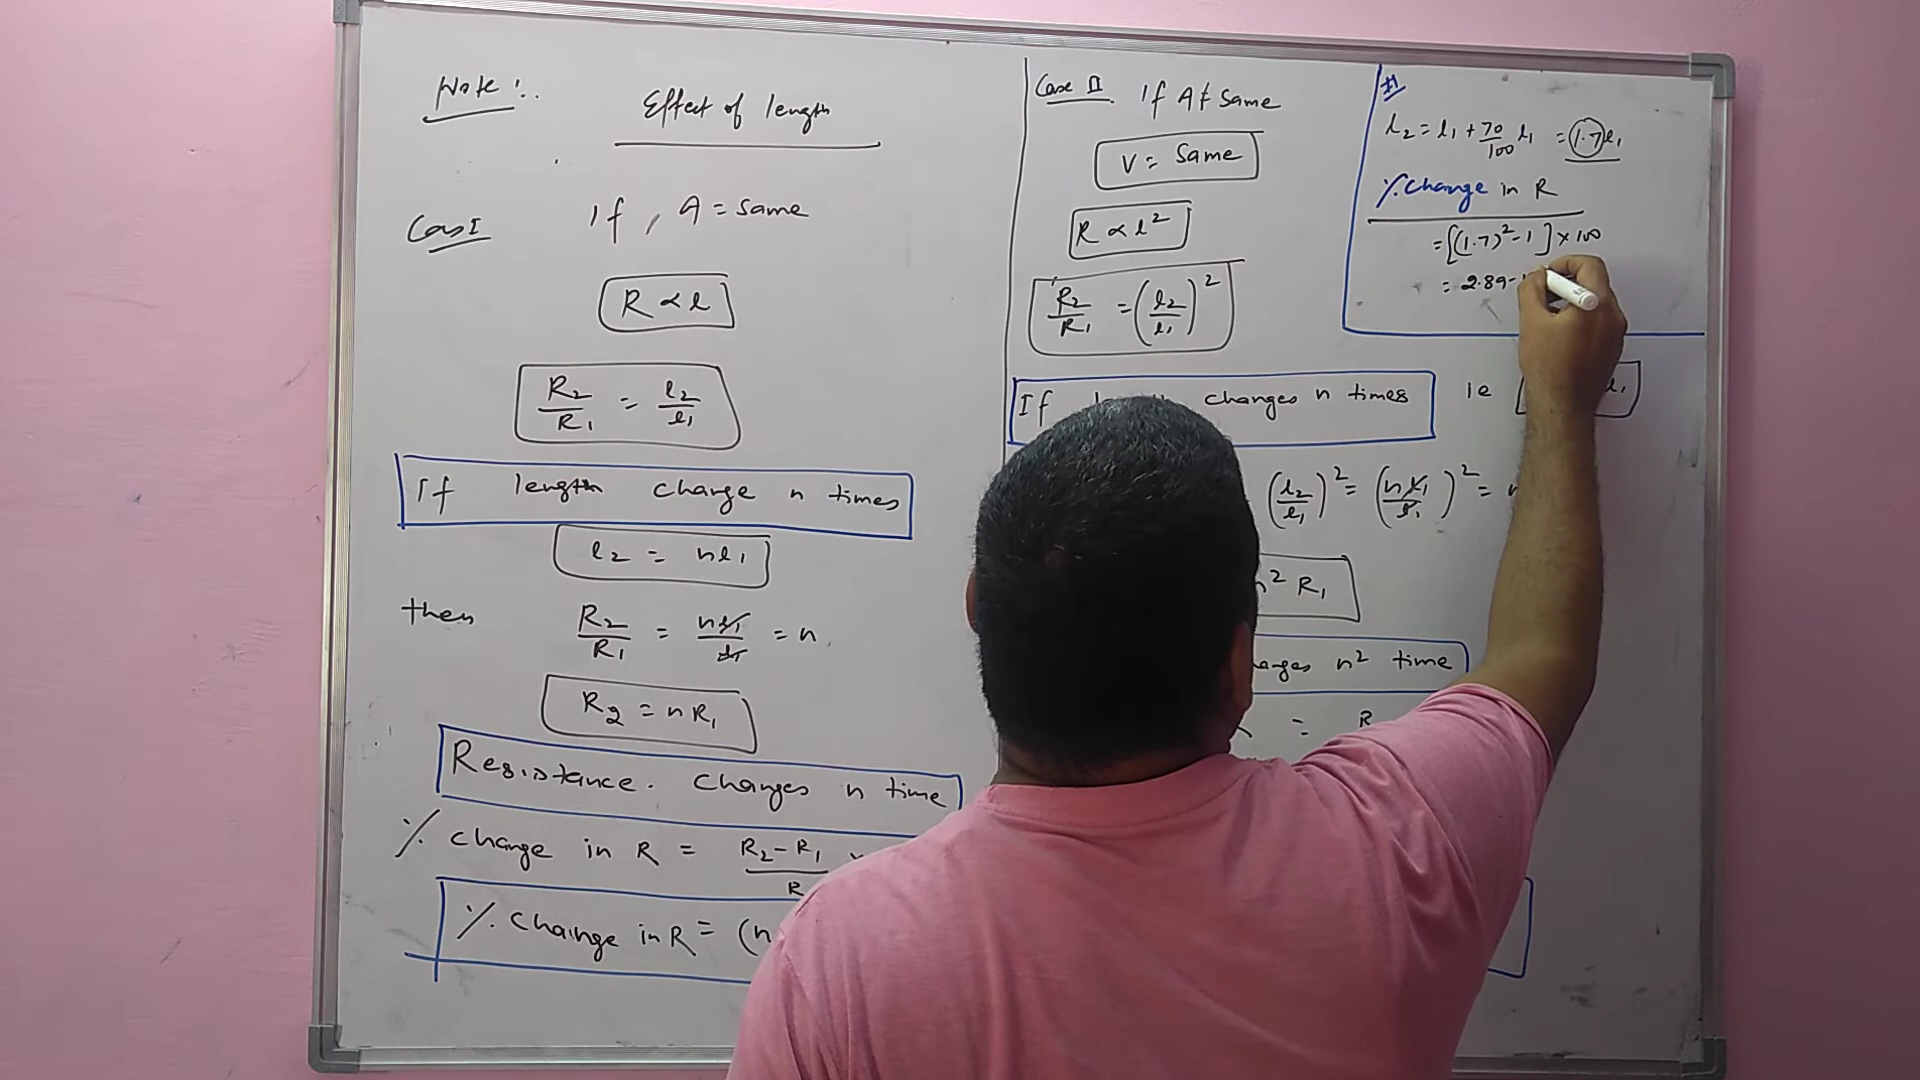 Note :..
Effect of length
Case I
If, A = same
R ∝ l
R2/R1 = l2/l1
If length change n times
l2 = nl1
then R2/R1 = nl1/l1 = n
R2 = nR1
Resistance. changes n time
% change in R = R2-R1
% change in R = (n
Case II If A ≠ same
V = same
R ∝ l²
R2/R1 = (l2/l1)²
If changes n times ie
(l2/l1)² = (nl1/l1)² =
n² R1
n² time
=
#1
l2 = l1 + 70/100 l1 = 1.7l1
% Change in R
= [(1.7)² - 1] × 100
= 2.89-